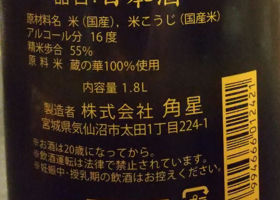 品目:日本酒
原材料名 米(国産)、米こうじ(国産米)
アルコール分 16度
精米歩合 55%
原料米 蔵の華100%使用
内容量 1.8L
製造者 株式会社 角星
宮城県気仙沼市太田1丁目224-1
※お酒は20歳になってから。
※飲酒運転は法律で禁止されています。
※妊娠中・授乳期の飲酒はお控えください。